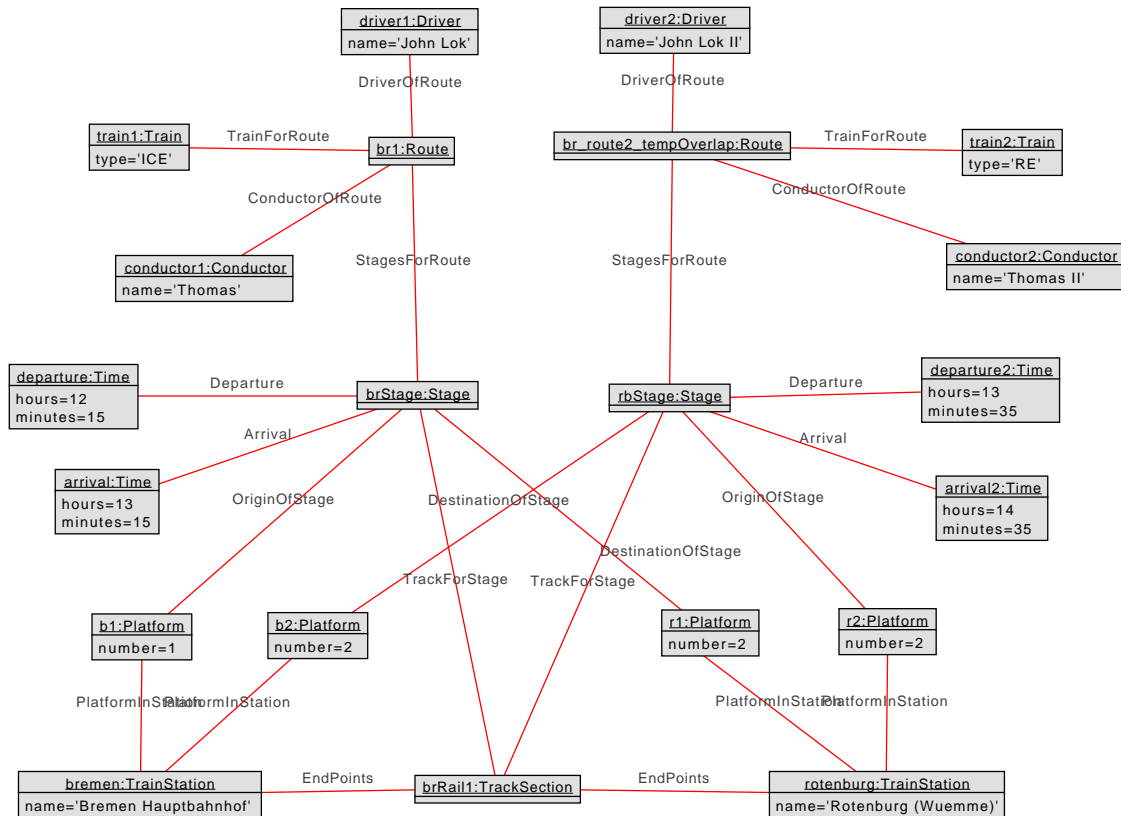 driver1:Driver
name='John Lok'
driver2:Driver
name='John Lok II'
DriverOfRoute
DriverOfRoute
train1:Train
type='ICE'
TrainForRoute
br1:Route
br_route2_tempOverlap:Route
TrainForRoute
train2:Train
type='RE'
ConductorOfRoute
ConductorOfRoute
conductor1:Conductor
name='Thomas'
StagesForRoute
StagesForRoute
conductor2:Conductor
name='Thomas II'
departure:Time
hours=12
minutes=15
Departure
brStage:Stage
rbStage:Stage
Departure
departure2:Time
hours=13
minutes=35
Arrival
Arrival
arrival:Time
hours=13
minutes=15
OriginOfStage
DestinationOfStage
OriginOfStage
arrival2:Time
hours=14
minutes=35
DestinationOfStage
TrackForStage
TrackForStage
b1:Platform
number=1
b2:Platform
number=2
r1:Platform
number=2
r2:Platform
number=2
PlatformInStation
PlatformInStation
PlatformInStation
PlatformInStation
bremen:TrainStation
name='Bremen Hauptbahnhof'
EndPoints
brRail1:TrackSection
EndPoints
rotenburg:TrainStation
name='Rotenburg (Wuemme)'